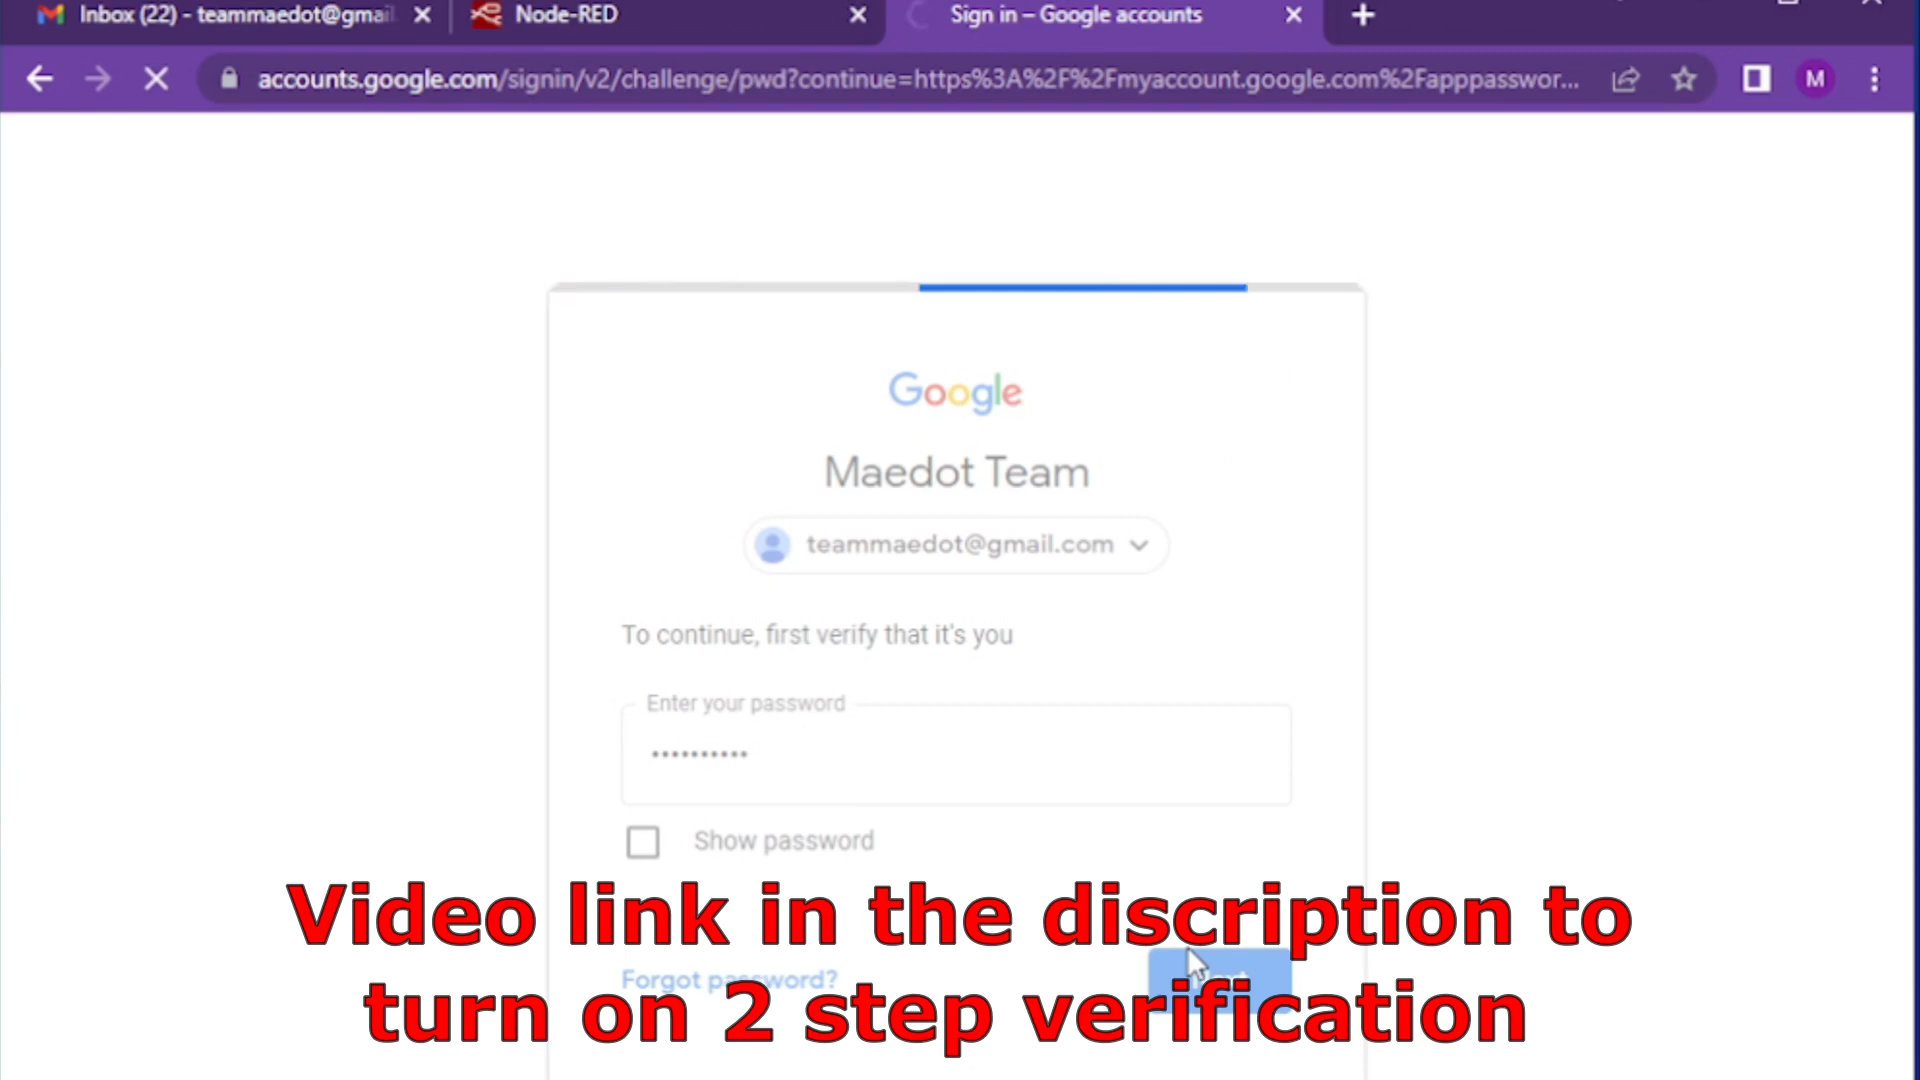 Inbox (22) - teammaedot@gmail
Node-RED
Sign in – Google accounts
accounts.google.com/signin/v2/challenge/pwd?continue=https%3A%2F%2Fmyaccount.google.com%2Fapppasswor...
M
Google
Maedot Team
teammaedot@gmail.com
To continue, first verify that it's you
Enter your password
••••••••••
Show password
Video link in the discription to
Forgot password?
turn on 2 step verification